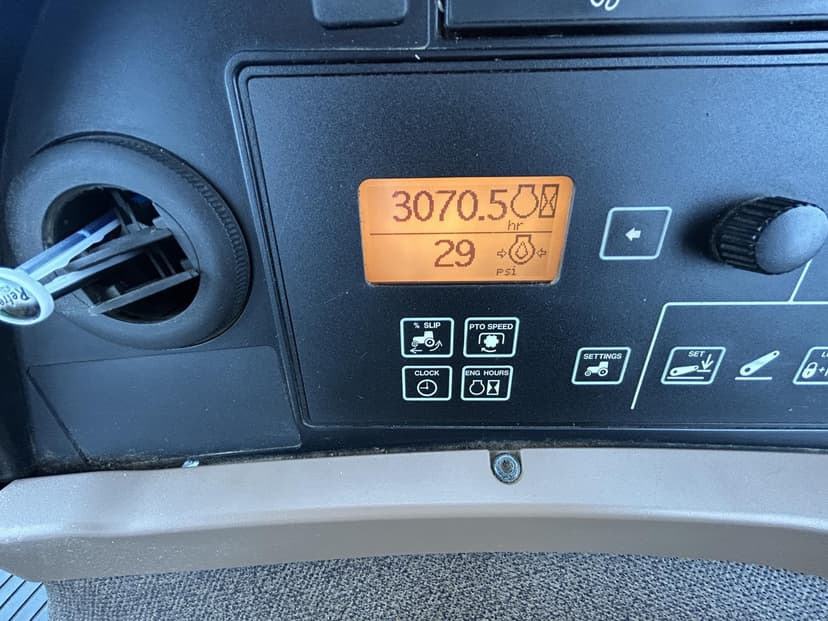 3070.5
hr
29
psi
% SLIP
PTO SPEED
CLOCK
ENG HOURS
SETTINGS
SET